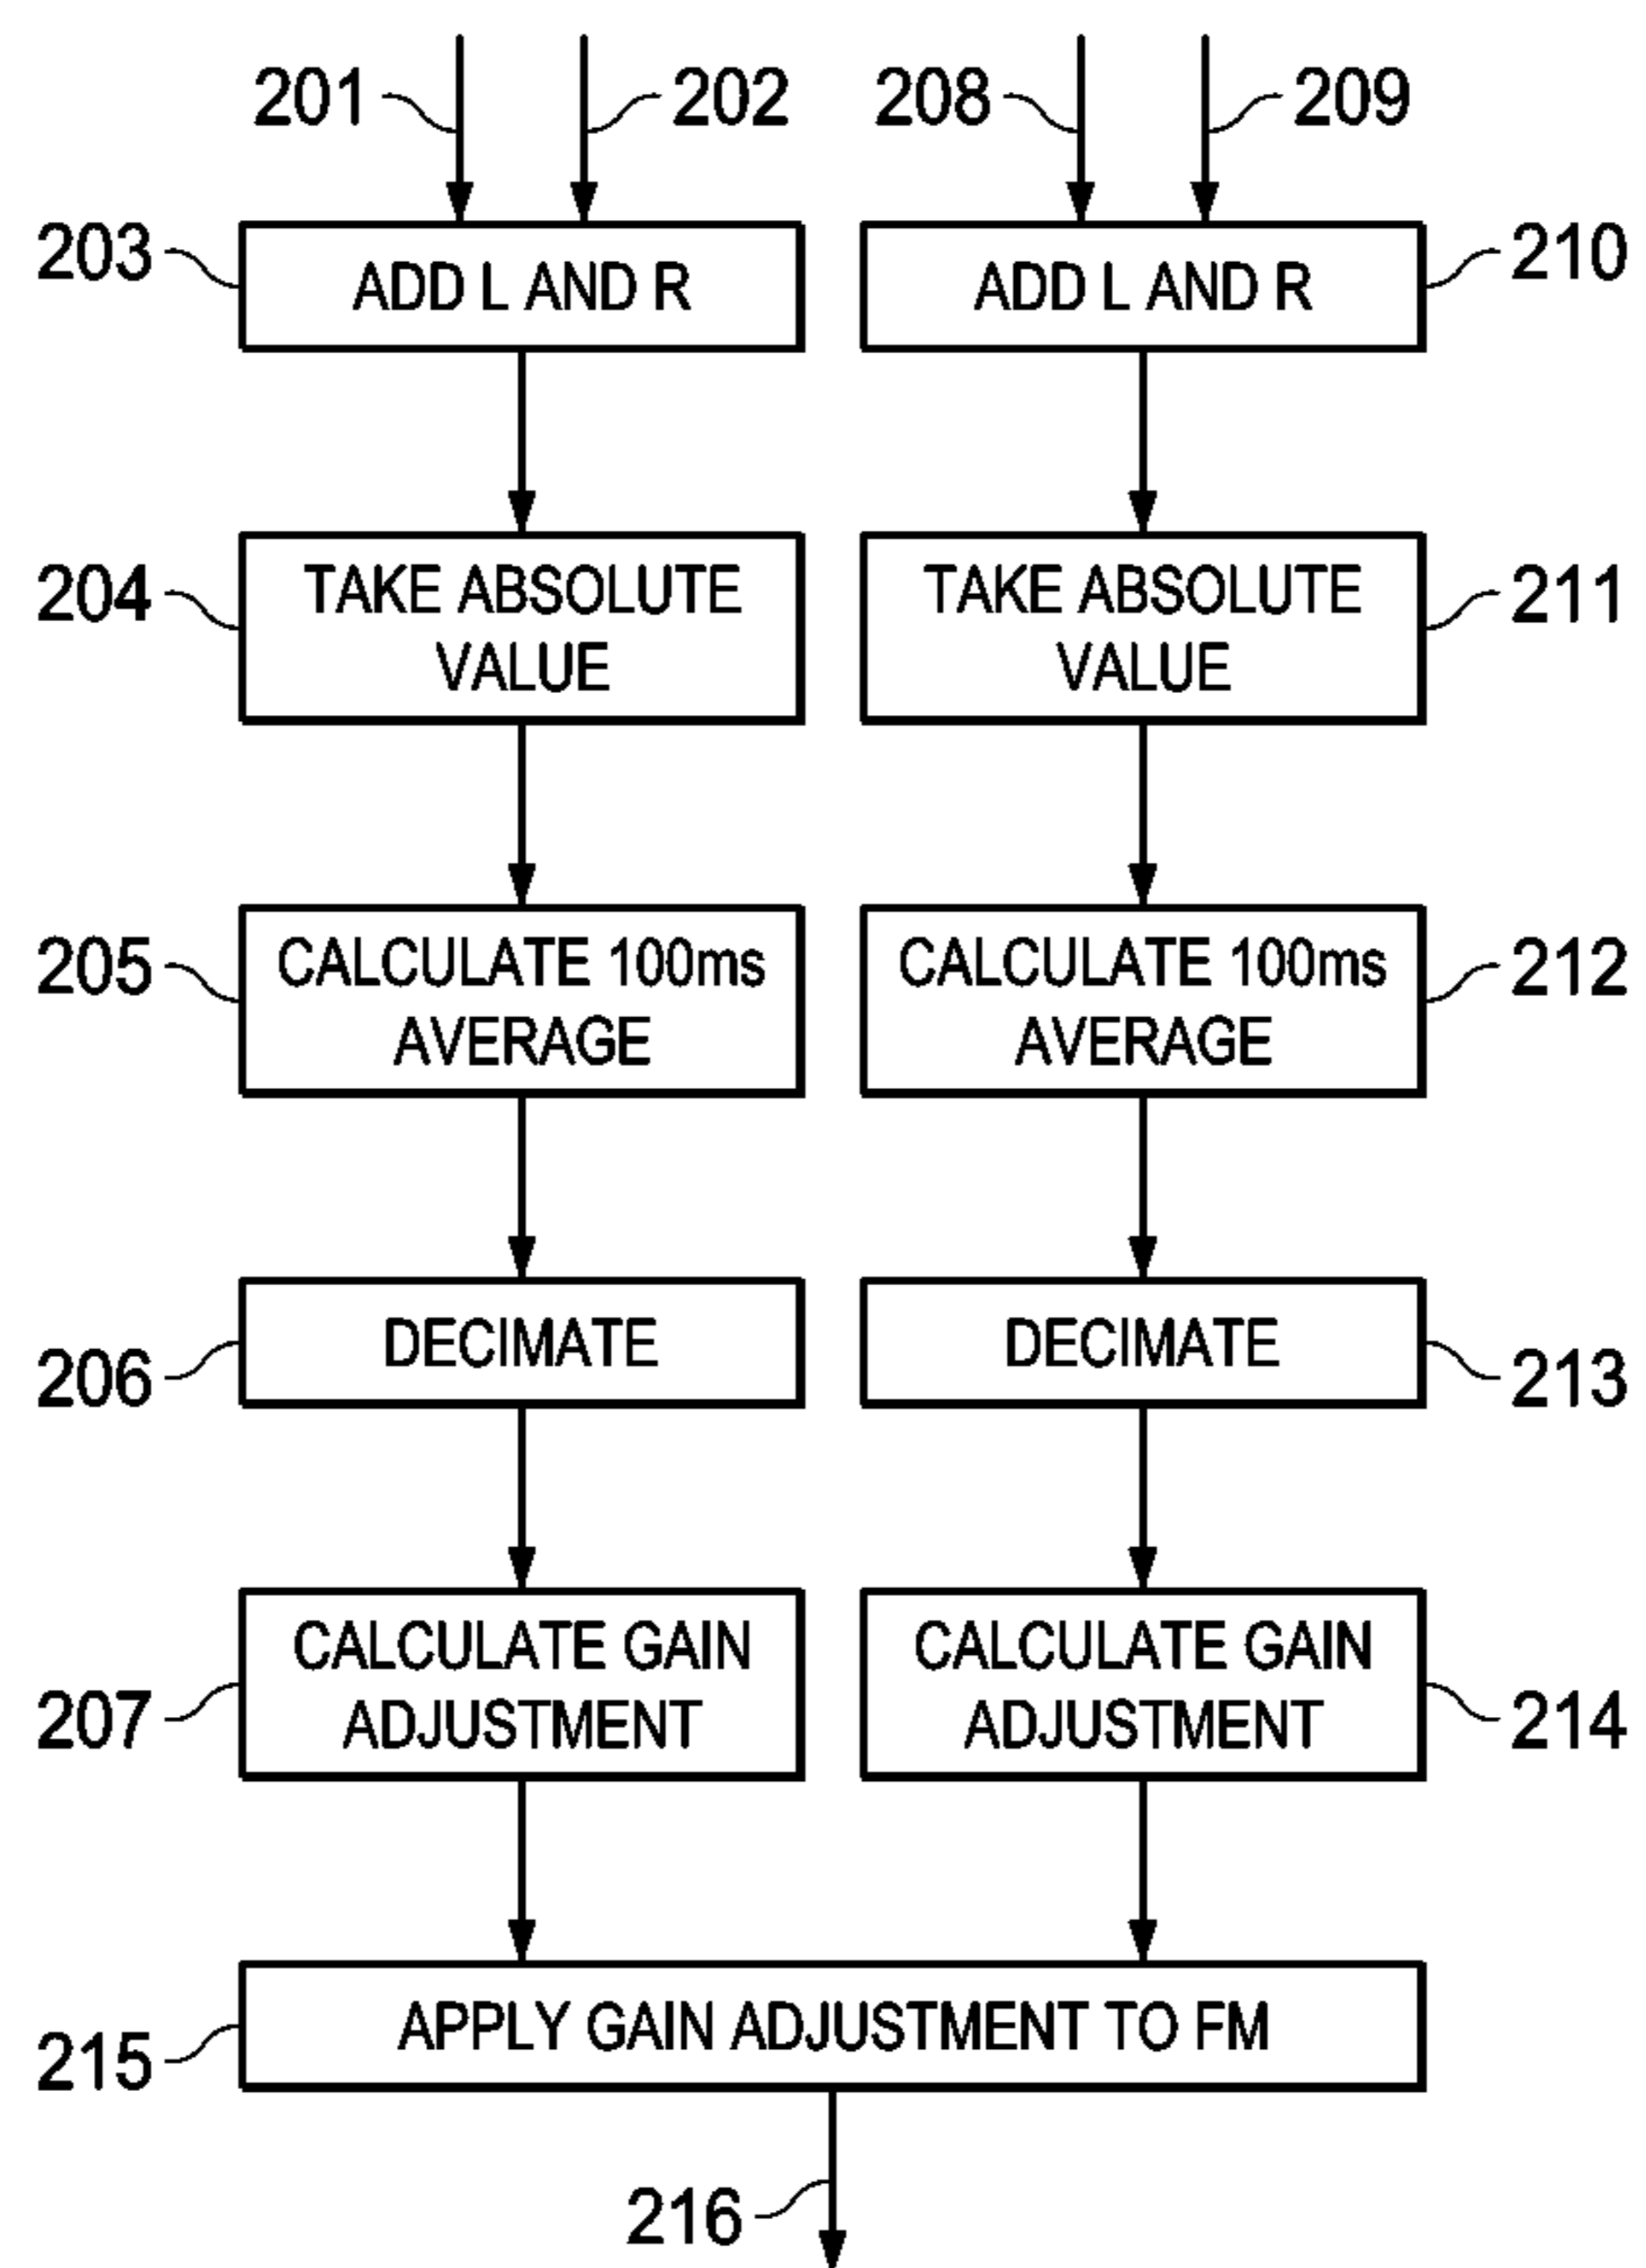 201
202
208
209
203
ADD L AND R
ADD L AND R
210
204
TAKE ABSOLUTE
VALUE
TAKE ABSOLUTE
VALUE
211
205
CALCULATE 100ms
AVERAGE
CALCULATE 100ms
AVERAGE
212
206
DECIMATE
DECIMATE
213
207
CALCULATE GAIN
ADJUSTMENT
CALCULATE GAIN
ADJUSTMENT
214
215
APPLY GAIN ADJUSTMENT TO FM
216